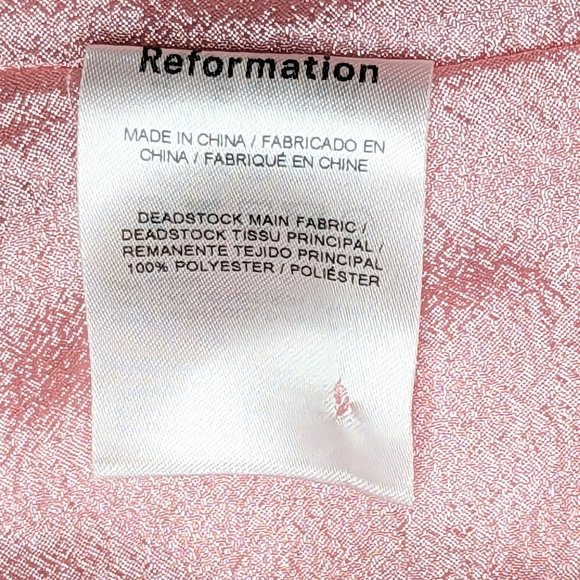 Reformation
MADE IN CHINA / FABRICADO EN
CHINA / FABRIQUÉ EN CHINE
DEADSTOCK MAIN FABRIC /
DEADSTOCK TISSU PRINCIPAL /
REMANENTE TEJIDO PRINCIPAL
100% POLYESTER / POLIÉSTER